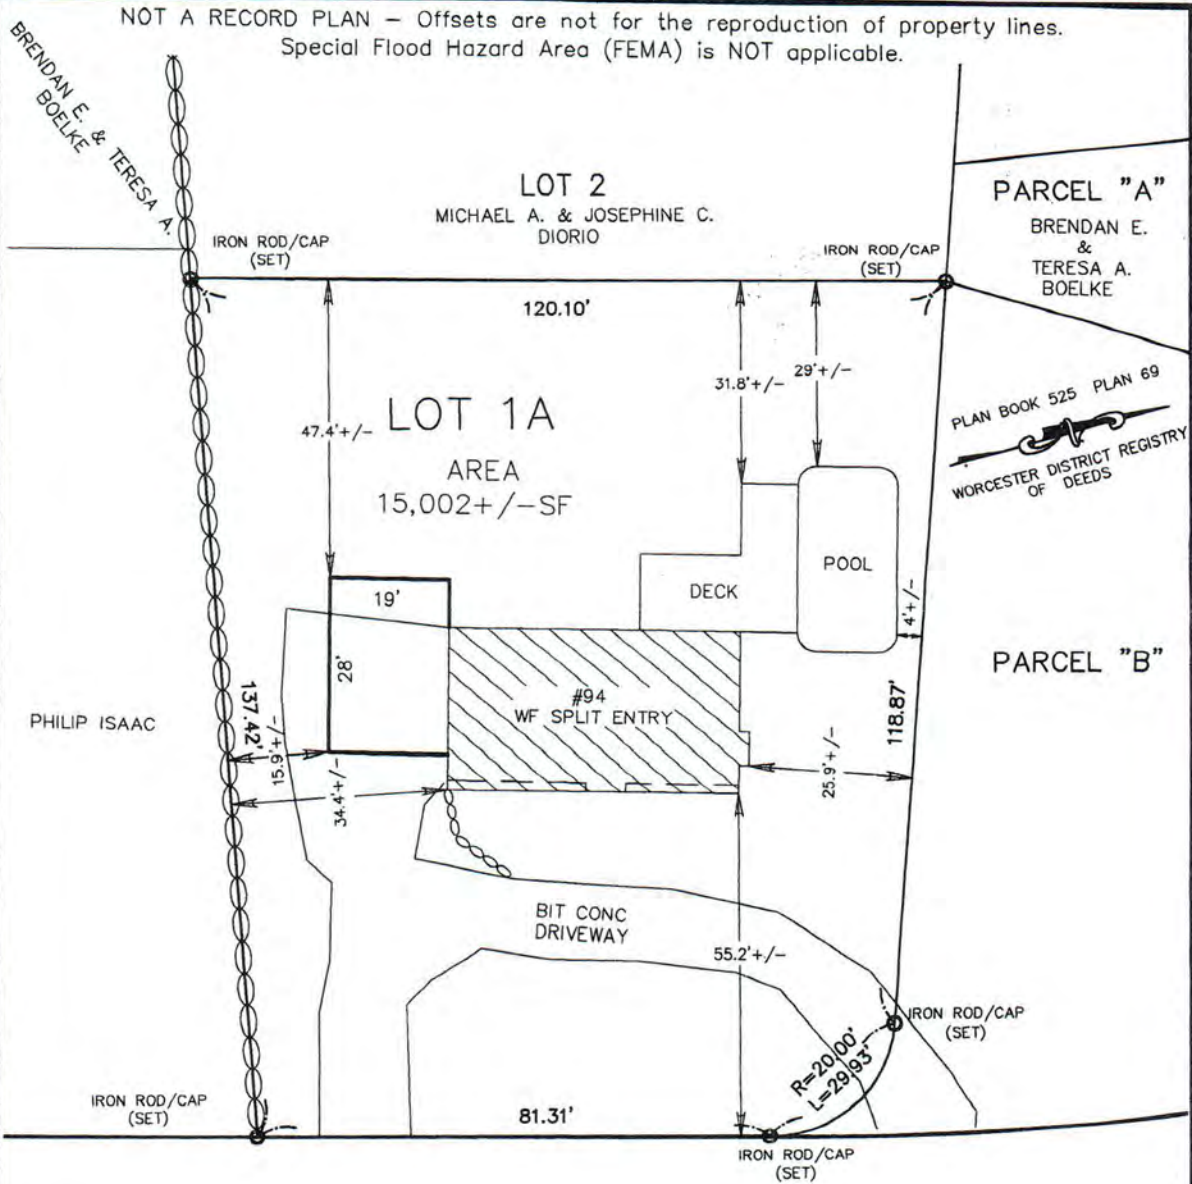 NOT A RECORD PLAN – Offsets are not for the reproduction of property lines.
Special Flood Hazard Area (FEMA) is NOT applicable.
BRENDAN E. & TERESA A.
BOELKE
LOT 2
MICHAEL A. & JOSEPHINE C.
DIORIO
PARCEL "A"
BRENDAN E.
&
TERESA A.
BOELKE
IRON ROD/CAP
(SET)
IRON ROD/CAP
(SET)
120.10'
47.4'+/-
31.8'+/-
29'+/-
LOT 1A
AREA
15,002+/-SF
PLAN BOOK 525 PLAN 69
WORCESTER DISTRICT REGISTRY
OF DEEDS
POOL
DECK
4'+/-
19'
28'
#94
WF SPLIT ENTRY
PARCEL "B"
PHILIP ISAAC
137.42'
15.9'+/-
34.4'+/-
25.9'+/-
118.87'
BIT CONC
DRIVEWAY
55.2'+/-
IRON ROD/CAP
(SET)
R=20.00'
L=29.93'
IRON ROD/CAP
(SET)
81.31'
IRON ROD/CAP
(SET)